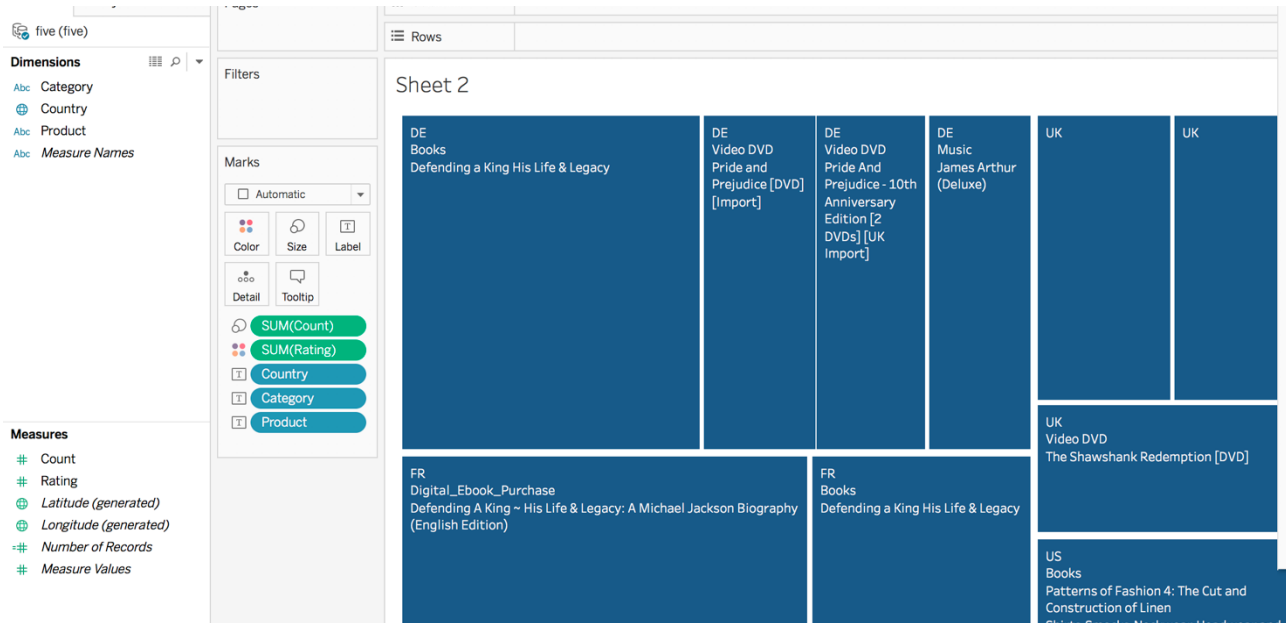 five (five)
Dimensions
Abc Category
Country
Abc Product
Abc Measure Names
Measures
# Count
# Rating
Latitude (generated)
Longitude (generated)
=# Number of Records
# Measure Values
Pages
Filters
Marks
Automatic
Color Size Label
Detail Tooltip
SUM(Count)
SUM(Rating)
T Country
T Category
T Product
Rows
Sheet 2
DE
Books
Defending a King His Life & Legacy
DE
Video DVD
Pride and
Prejudice [DVD]
[Import]
DE
Video DVD
Pride And
Prejudice - 10th
Anniversary
Edition [2
DVDs] [UK
Import]
DE
Music
James Arthur
(Deluxe)
UK
UK
UK
Video DVD
The Shawshank Redemption [DVD]
FR
Digital_Ebook_Purchase
Defending A King ~ His Life & Legacy: A Michael Jackson Biography
(English Edition)
FR
Books
Defending a King His Life & Legacy
US
Books
Patterns of Fashion 4: The Cut and
Construction of Linen